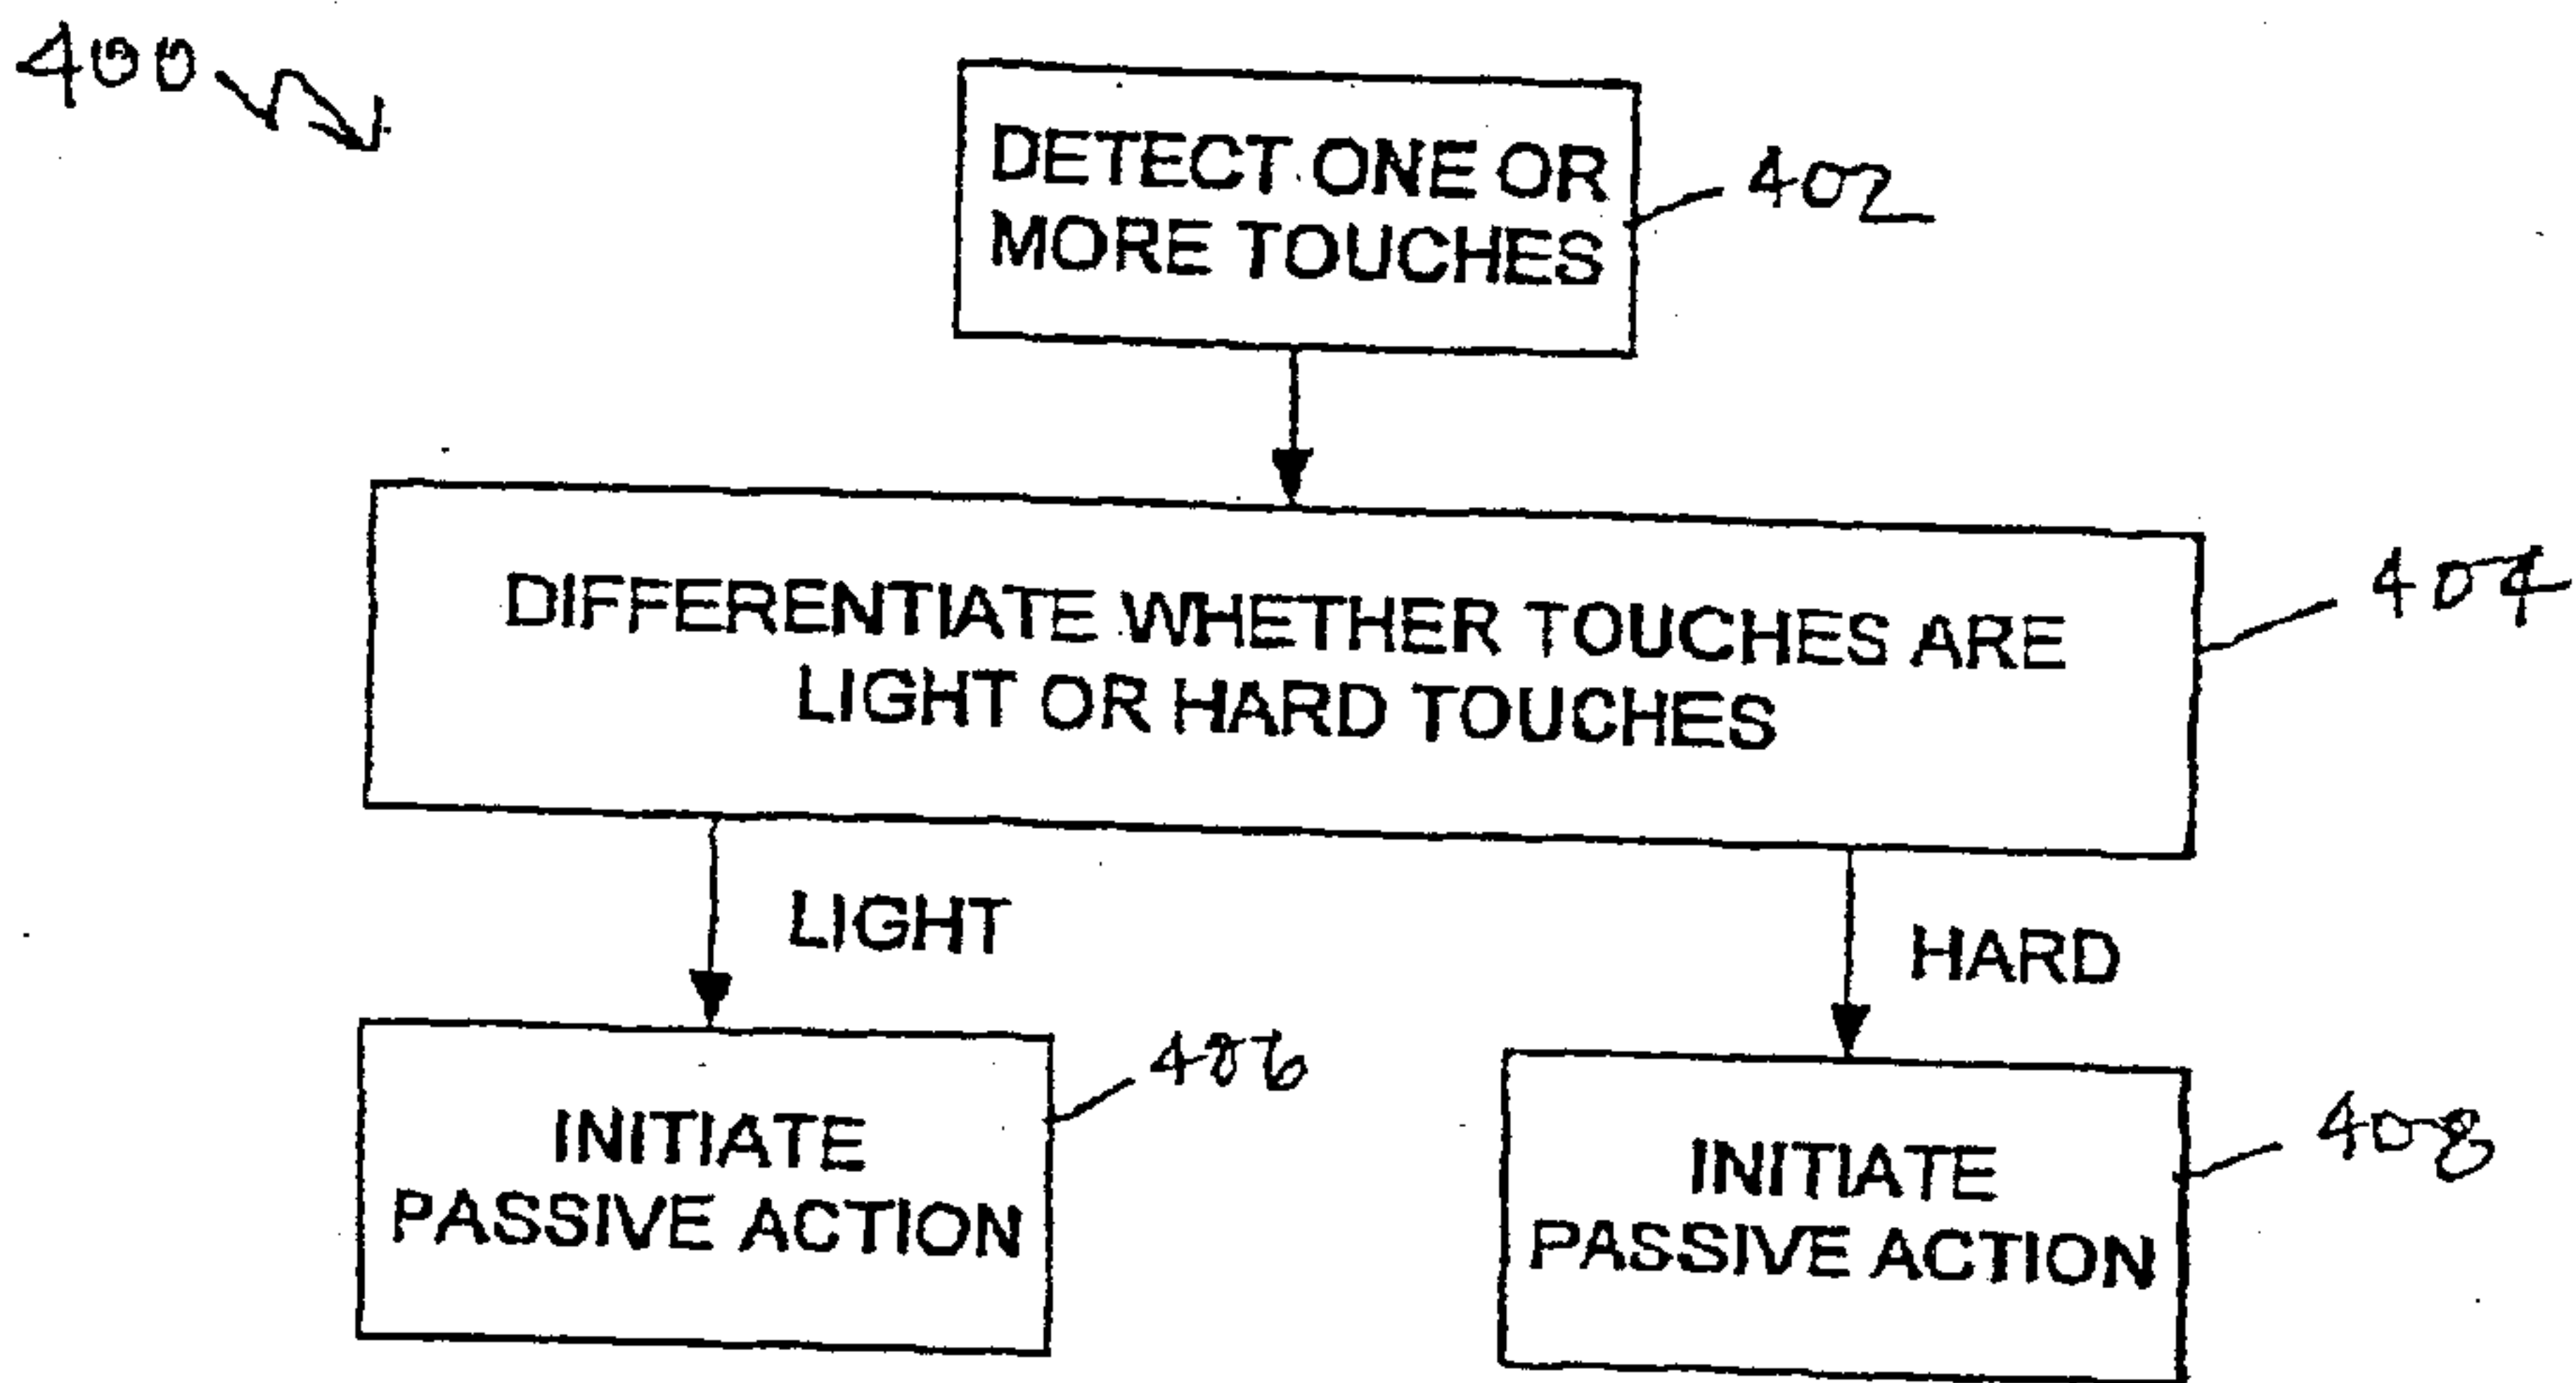 400
DETECT ONE OR
MORE TOUCHES
402
DIFFERENTIATE WHETHER TOUCHES ARE
LIGHT OR HARD TOUCHES
404
LIGHT
HARD
INITIATE
PASSIVE ACTION
406
INITIATE
PASSIVE ACTION
408